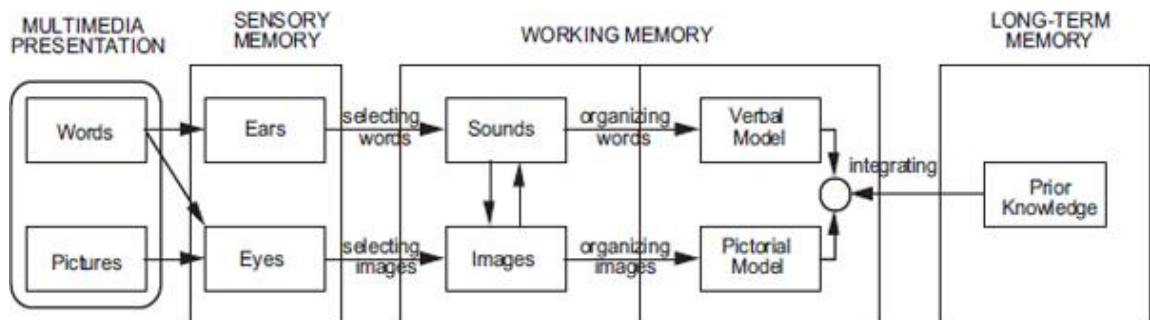 MULTIMEDIA
PRESENTATION
SENSORY
MEMORY
WORKING MEMORY
LONG-TERM
MEMORY
Words
Ears
selecting
words
Sounds
organizing
words
Verbal
Model
integrating
Prior
Knowledge
Pictures
Eyes
selecting
images
Images
organizing
images
Pictorial
Model